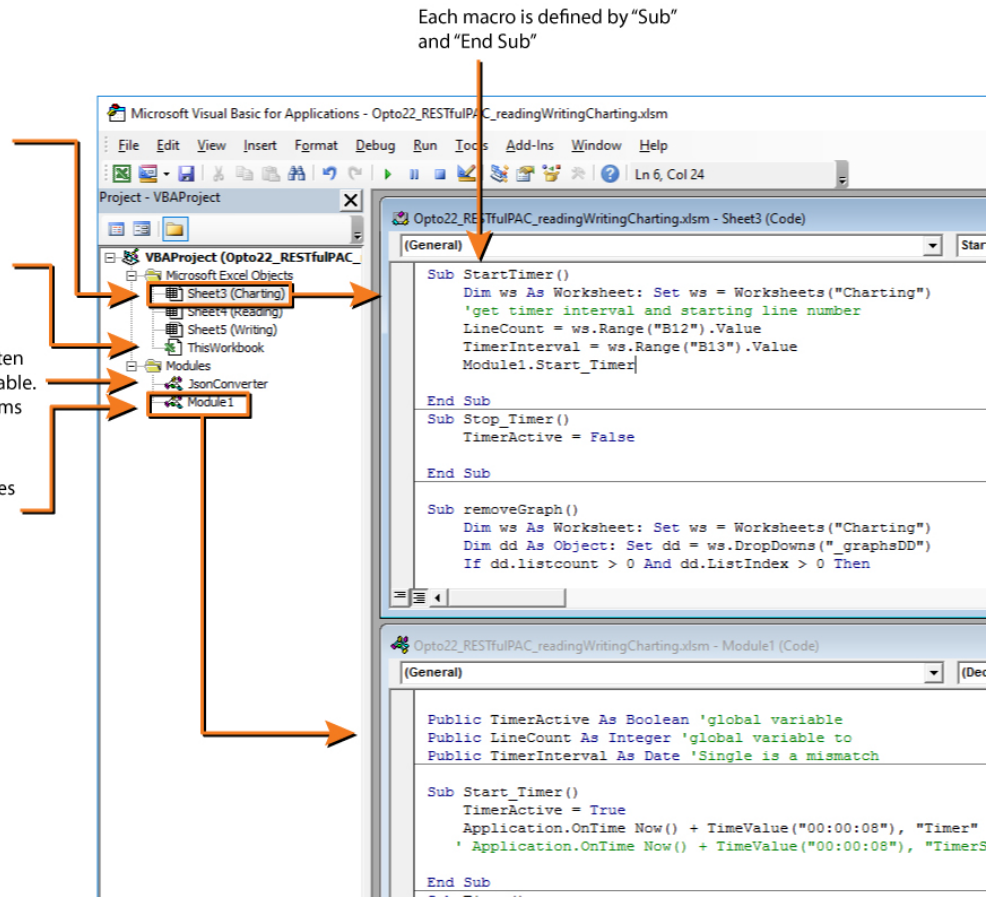 Each macro is defined by “Sub”
and “End Sub”
Microsoft Visual Basic for Applications - Opto22_RESTfulPAC_readingWritingCharting.xlsm
File Edit View Insert Format Debug Run Tools Add-Ins Window Help
Ln 6, Col 24
Project - VBAProject
VBAProject (Opto22_RESTfulPAC_
Microsoft Excel Objects
Sheet3 (Charting)
Sheet4 (Reading)
Sheet5 (Writing)
ThisWorkbook
Modules
JsonConverter
Module1
ten
able.
ms
es
Opto22_RESTfulPAC_readingWritingCharting.xlsm - Sheet3 (Code)
(General) Star
Sub StartTimer()
Dim ws As Worksheet: Set ws = Worksheets("Charting")
'get timer interval and starting line number
LineCount = ws.Range("B12").Value
TimerInterval = ws.Range("B13").Value
Module1.Start_Timer
End Sub
Sub Stop_Timer()
TimerActive = False
End Sub
Sub removeGraph()
Dim ws As Worksheet: Set ws = Worksheets("Charting")
Dim dd As Object: Set dd = ws.DropDowns("_graphsDD")
If dd.listcount > 0 And dd.ListIndex > 0 Then
Opto22_RESTfulPAC_readingWritingCharting.xlsm - Module1 (Code)
(General) (Dec
Public TimerActive As Boolean 'global variable
Public LineCount As Integer 'global variable to
Public TimerInterval As Date 'Single is a mismatch
Sub Start_Timer()
TimerActive = True
Application.OnTime Now() + TimeValue("00:00:08"), "Timer"
' Application.OnTime Now() + TimeValue("00:00:08"), "TimerS
End Sub